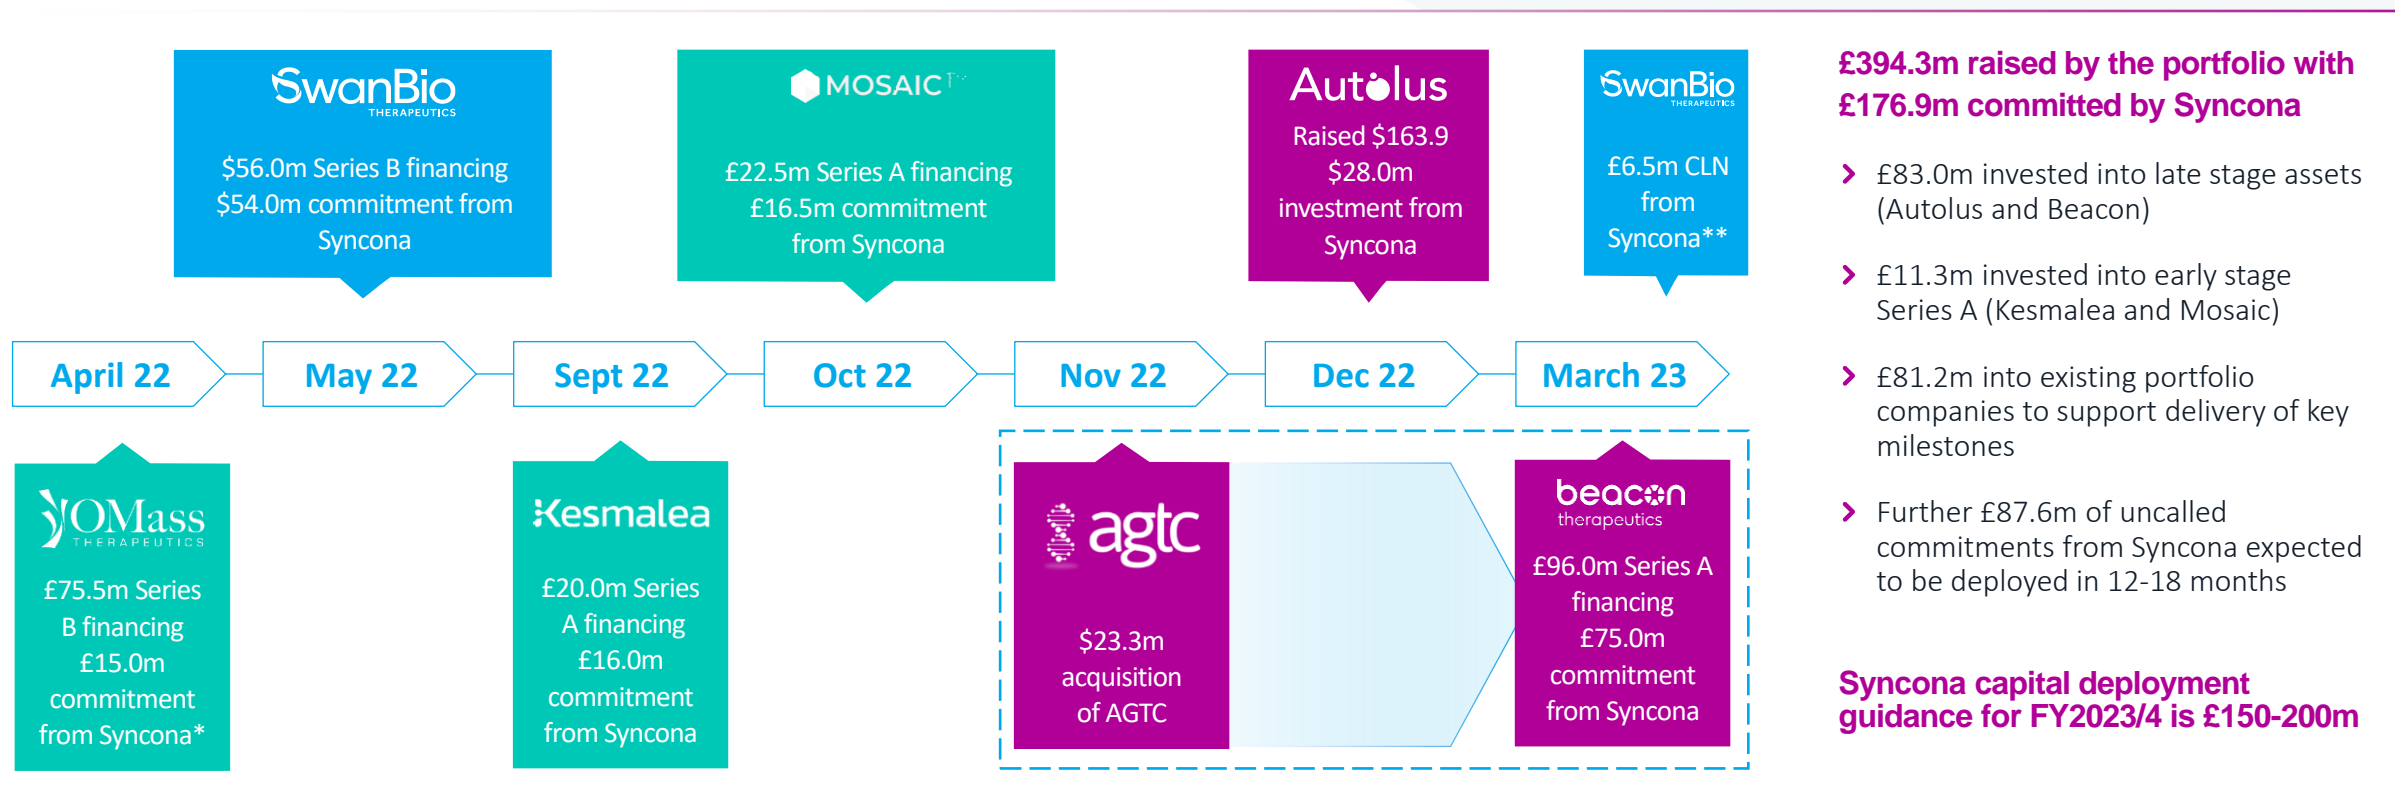 SwanBio
THERAPEUTICS
$56.0m Series B financing
$54.0m commitment from
Syncona
MOSAIC
£22.5m Series A financing
£16.5m commitment
from Syncona
Autolus
Raised $163.9
$28.0m
investment from
Syncona
SwanBio
THERAPEUTICS
£6.5m CLN
from
Syncona**
April 22
May 22
Sept 22
Oct 22
Nov 22
Dec 22
March 23
OMass
THERAPEUTICS
£75.5m Series
B financing
£15.0m
commitment
from Syncona*
Kesmalea
£20.0m Series
A financing
£16.0m
commitment
from Syncona
agtc
$23.3m
acquisition
of AGTC
beacon
therapeutics
£96.0m Series A
financing
£75.0m
commitment
from Syncona
£394.3m raised by the portfolio with
£176.9m committed by Syncona
£83.0m invested into late stage assets
(Autolus and Beacon)
£11.3m invested into early stage
Series A (Kesmalea and Mosaic)
£81.2m into existing portfolio
companies to support delivery of key
milestones
Further £87.6m of uncalled
commitments from Syncona expected
to be deployed in 12-18 months
Syncona capital deployment
guidance for FY2023/4 is £150-200m